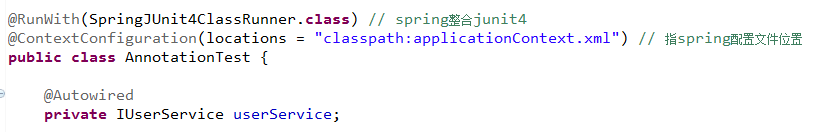 @RunWith(SpringJUnit4ClassRunner.class) // spring整合junit4
@ContextConfiguration(locations = "classpath:applicationContext.xml") // 指spring配置文件位置
public class AnnotationTest {
@Autowired
private IUserService userService;